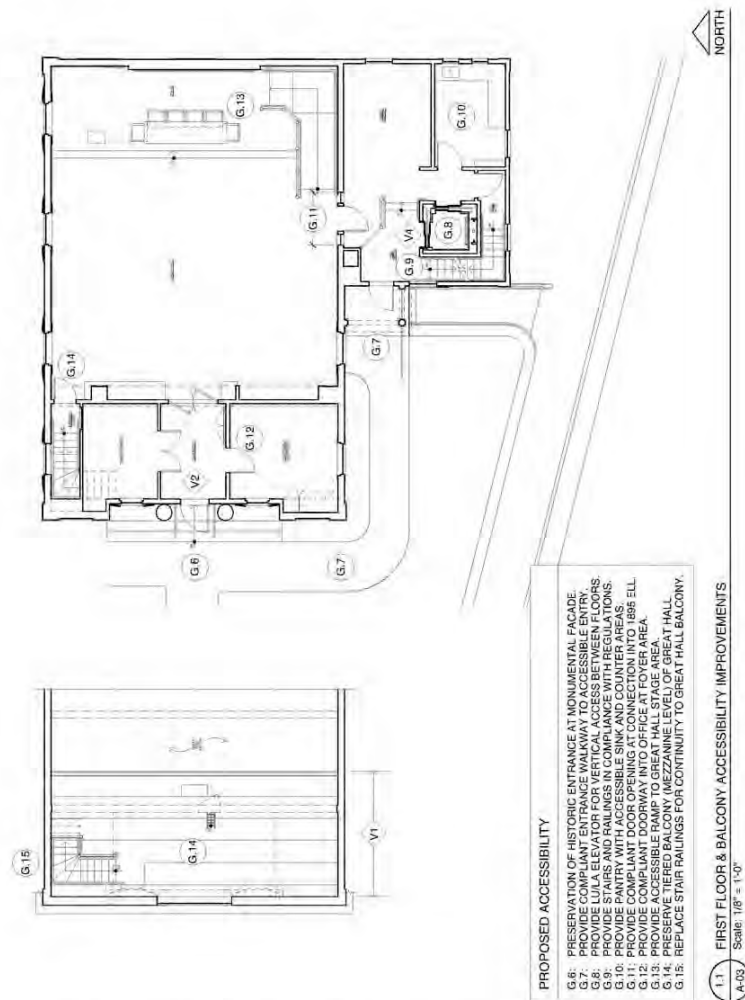 G.15
G.14
V1
G.6
G.7
V2
G.12
G.14
G.11
G.13
G.7
G.9
V4
G.8
G.10
PROPOSED ACCESSIBILITY
G.6: PRESERVATION OF HISTORIC ENTRANCE AT MONUMENTAL FACADE.
G.7: PROVIDE COMPLIANT ENTRANCE WALKWAY TO ACCESSIBLE ENTRY.
G.8: PROVIDE LULA ELEVATOR FOR VERTICAL ACCESS BETWEEN FLOORS.
G.9: PROVIDE STAIRS AND RAILINGS IN COMPLIANCE WITH REGULATIONS.
G.10: PROVIDE PANTRY WITH ACCESSIBLE SINK AND COUNTER AREAS.
G.11: PROVIDE COMPLIANT DOOR OPENING AT CONNECTION INTO 1895 ELL.
G.12: PROVIDE COMPLIANT DOORWAY INTO OFFICE AT FOYER AREA.
G.13: PROVIDE ACCESSIBLE RAMP TO GREAT HALL STAGE AREA.
G.14: PRESERVE TIERED BALCONY (MEZZANINE LEVEL) OF GREAT HALL.
G.15: REPLACE STAIR RAILINGS FOR CONTINUITY TO GREAT HALL BALCONY.
1.1
A-03
FIRST FLOOR & BALCONY ACCESSIBILITY IMPROVEMENTS
Scale: 1/8" = 1'-0"
NORTH